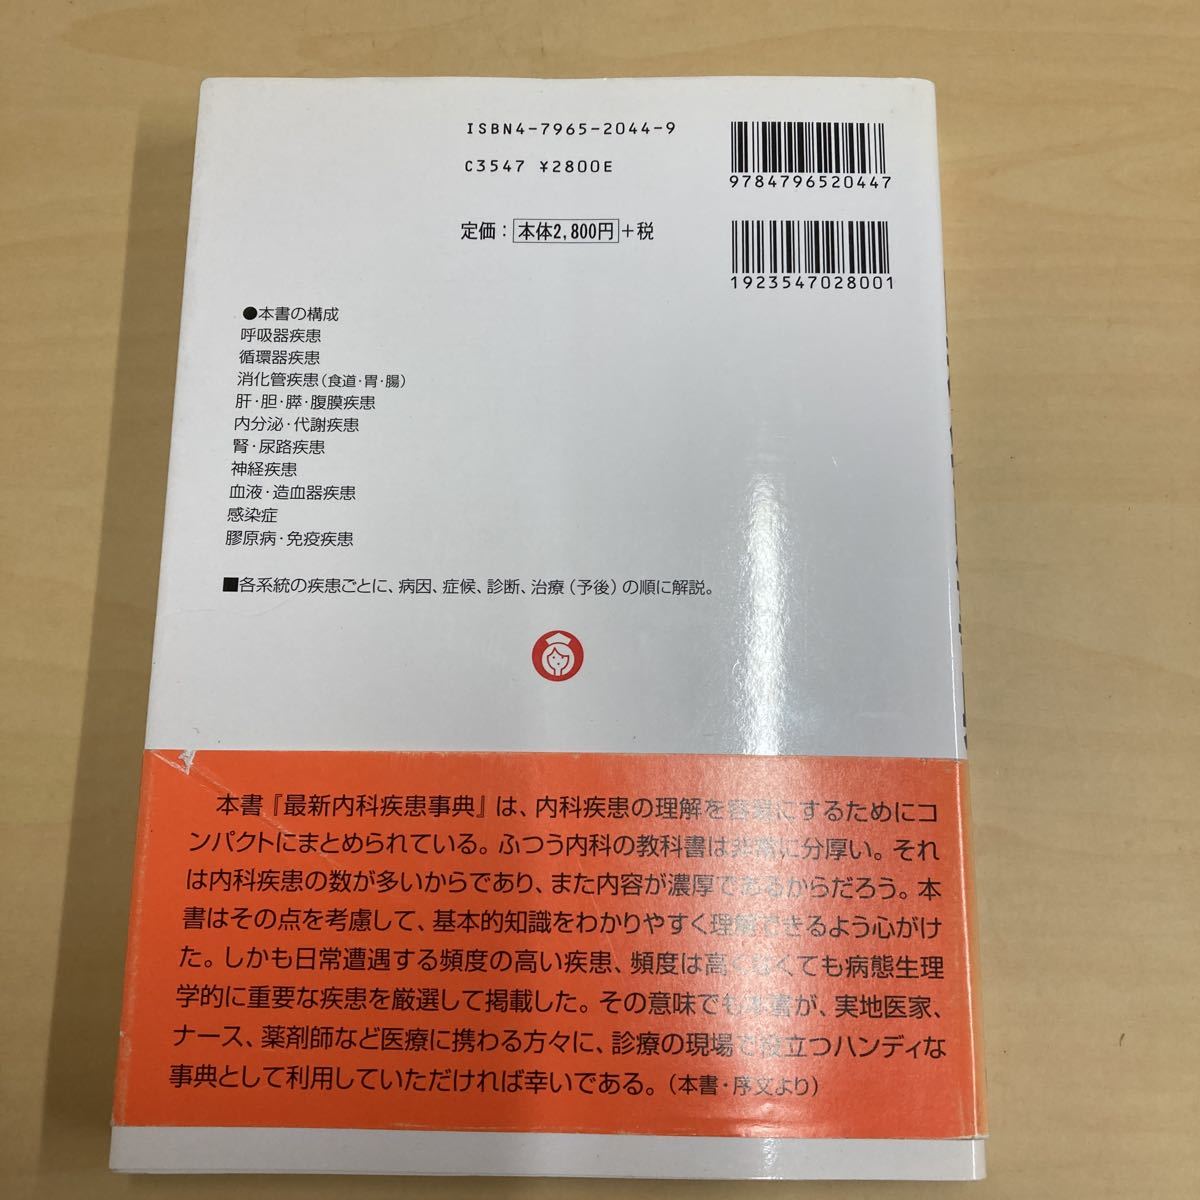 ISBN4-7965-2044-9
C3547 ¥2800E
定価：本体2,800円+税
9784796520447
1923547028001
●本書の構成
呼吸器疾患
循環器疾患
消化管疾患（食道・胃・腸）
肝・胆・膵・腹膜疾患
内分泌・代謝疾患
腎・尿路疾患
神経疾患
血液・造血器疾患
感染症
膠原病・免疫疾患
■各系統の疾患ごとに、病因、症候、診断、治療（予後）の順に解説。
本書『最新内科疾患事典』は、内科疾患の理解を容易にするためにコ
ンパクトにまとめられている。ふつう内科の教科書は非常に分厚い。それ
は内科疾患の数が多いからであり、また内容が濃厚であるからだろう。本
書はその点を考慮して、基本的知識をわかりやすく理解できるよう心がけ
た。しかも日常遭遇する頻度の高い疾患、頻度は高くなくても病態生理
学的に重要な疾患を厳選して掲載した。その意味でも本書が、実地医家、
ナース、薬剤師など医療に携わる方々に、診療の現場で役立つハンディな
事典として利用していただければ幸いである。（本書・序文より）